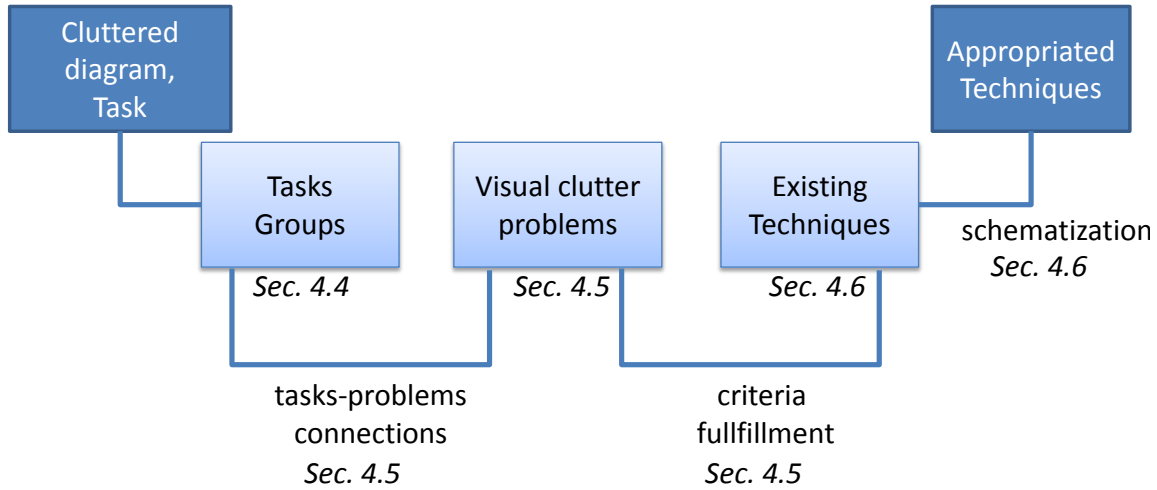 Cluttered
diagram,
Task
Appropriated
Techniques
Tasks
Groups
Visual clutter
problems
Existing
Techniques
schematization
Sec. 4.6
Sec. 4.4
Sec. 4.5
Sec. 4.6
tasks-problems
connections
Sec. 4.5
criteria
fullfillment
Sec. 4.5